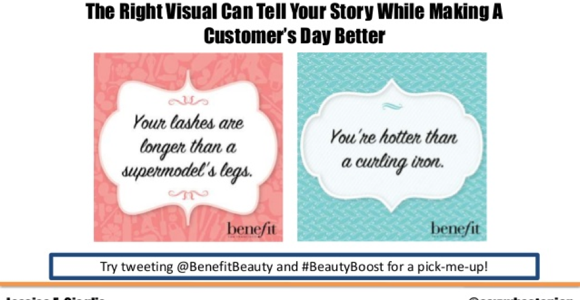 The Right Visual Can Tell Your Story While Making A
Customer's Day Better
Your lashes are
longer than a
supermodel's legs.
benefit
You're hotter than
a curling iron.
benefit
Try tweeting @BenefitBeauty and #BeautyBoost for a pick-me-up!